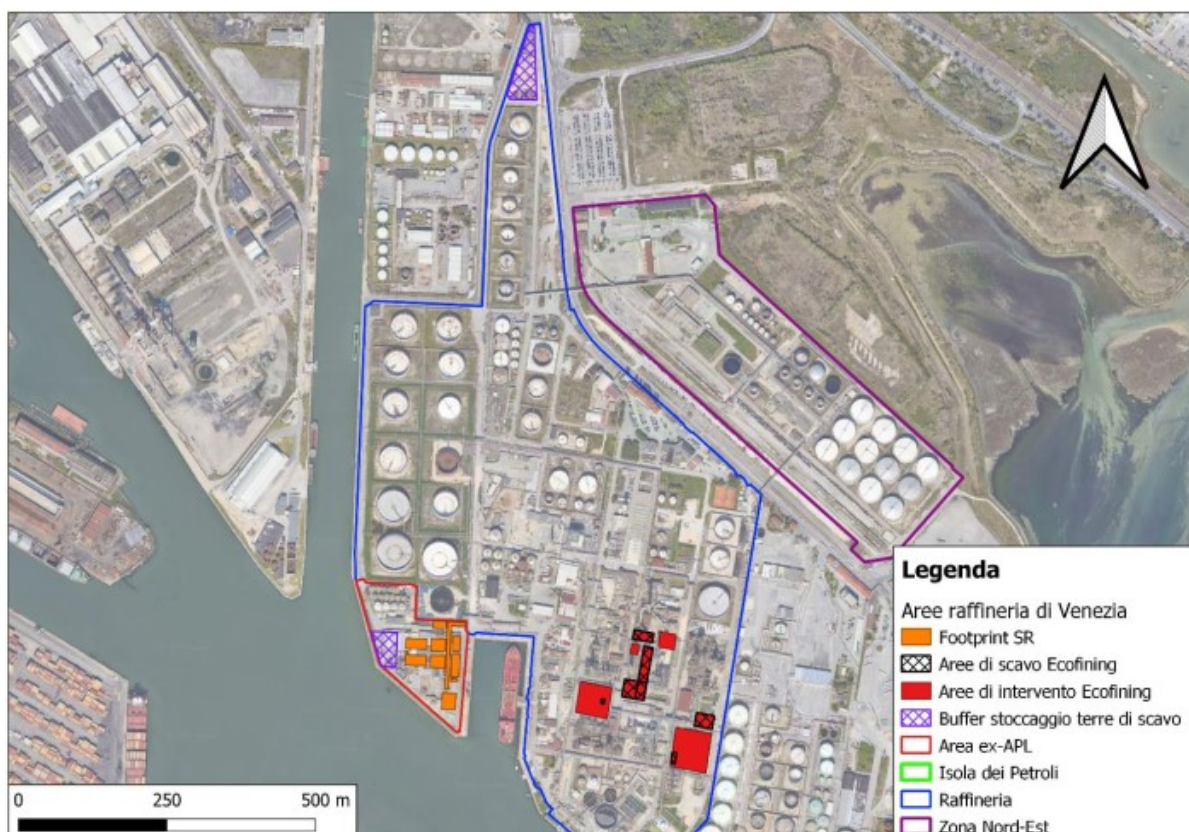 Legenda
Aree raffineria di Venezia
Footprint SR
Aree di scavo Ecofining
Aree di intervento Ecofining
Buffer stoccaggio terre di scavo
Area ex-APL
Isola dei Petroli
Raffineria
Zona Nord-Est
0 250 500 m